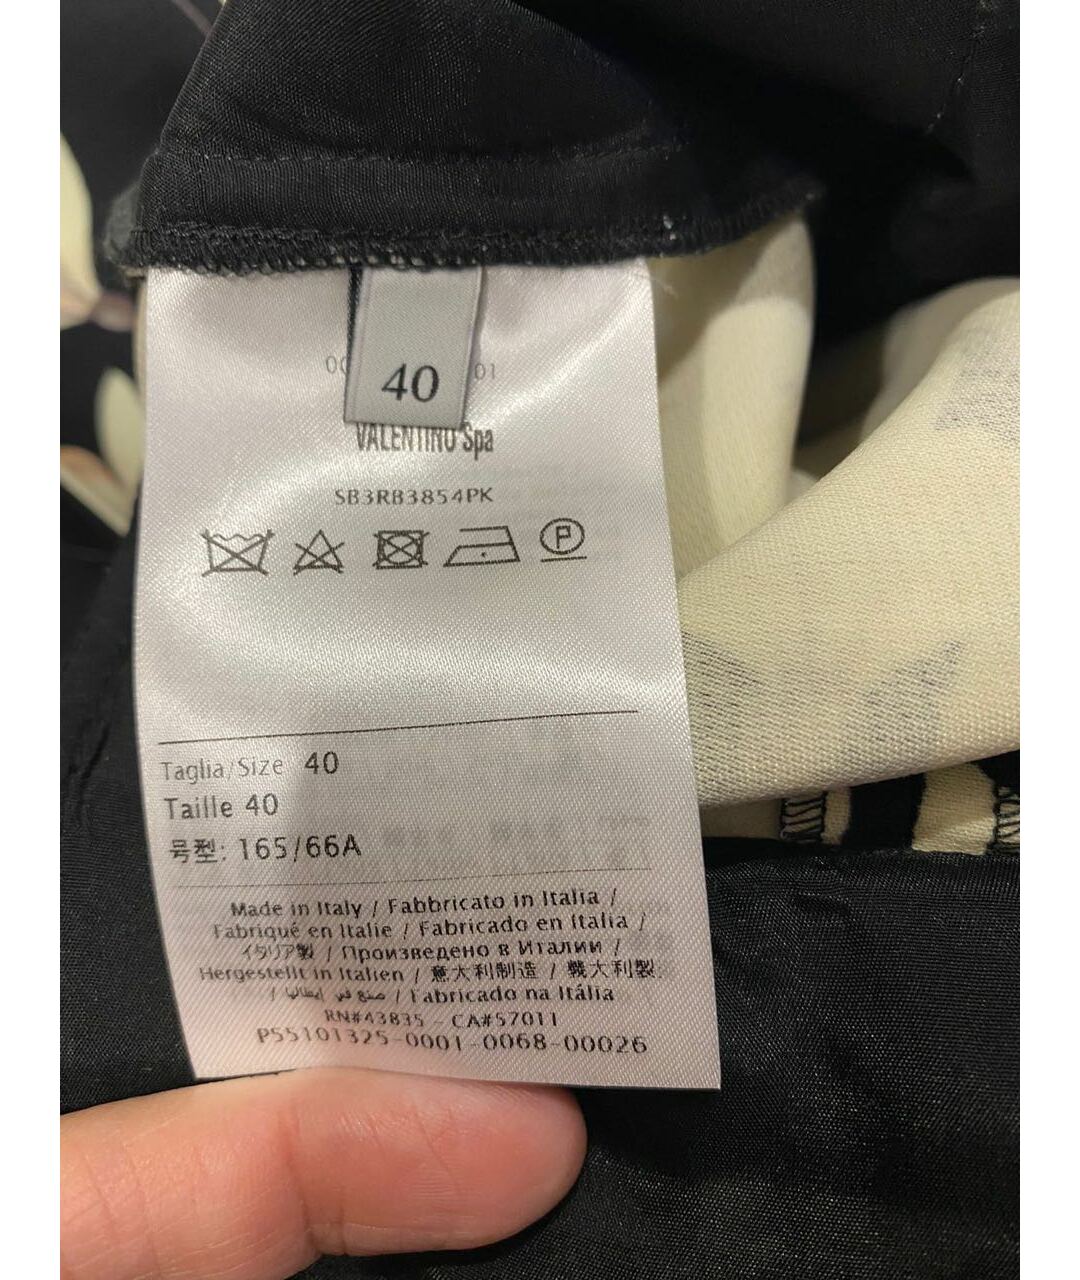 40
01
VALENTINO Spa
SB3RB3854PK
P
Taglia/Size 40
Taille 40
号型: 165/66A
Made in Italy / Fabbricato in Italia /
Fabriqué en Italie / Fabricado en Italia /
イタリア製 / Произведено в Италии /
Hergestellt in Italien / 意大利制造 / 義大利製
/ صنع في إيطاليا / Fabricado na Itália
RN#43835 - CA#57011
P55101325-0001-0068-00026